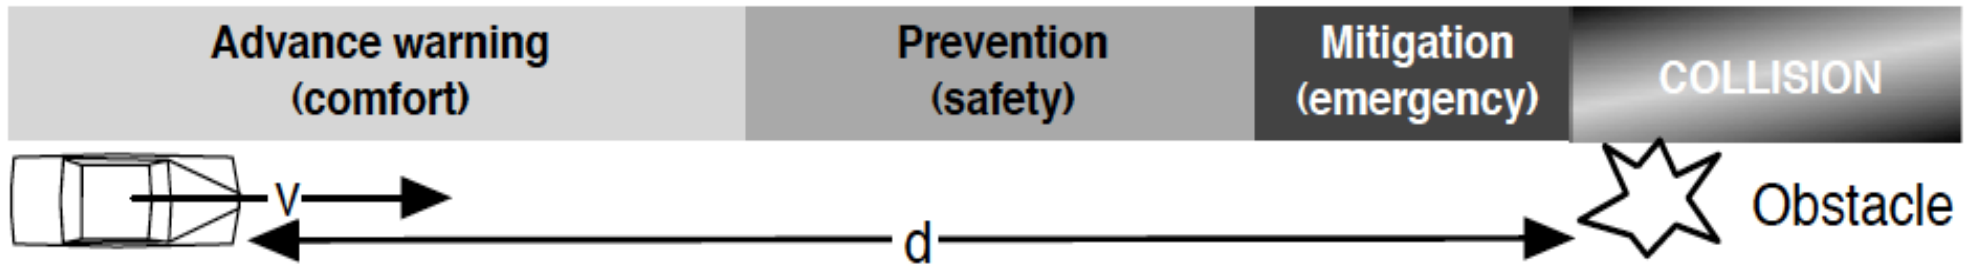 Advance warning
(comfort)
Prevention
(safety)
Mitigation
(emergency)
COLLISION
V
d
Obstacle